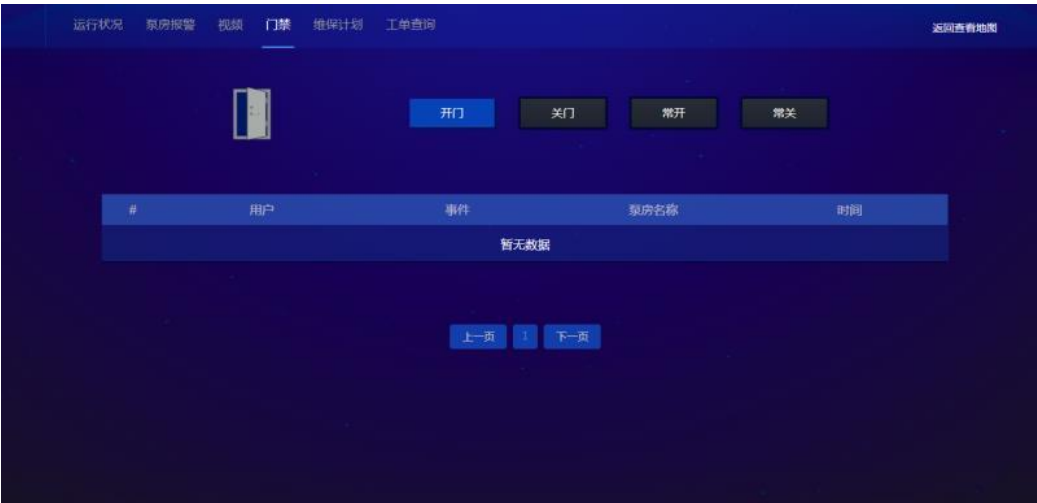 运行状况 泵房报警 视频 门禁 维保计划 工单查询 返回查看地图
开门 关门 常开 常关
# 用户 事件 泵房名称 时间
暂无数据
上一页 1 下一页